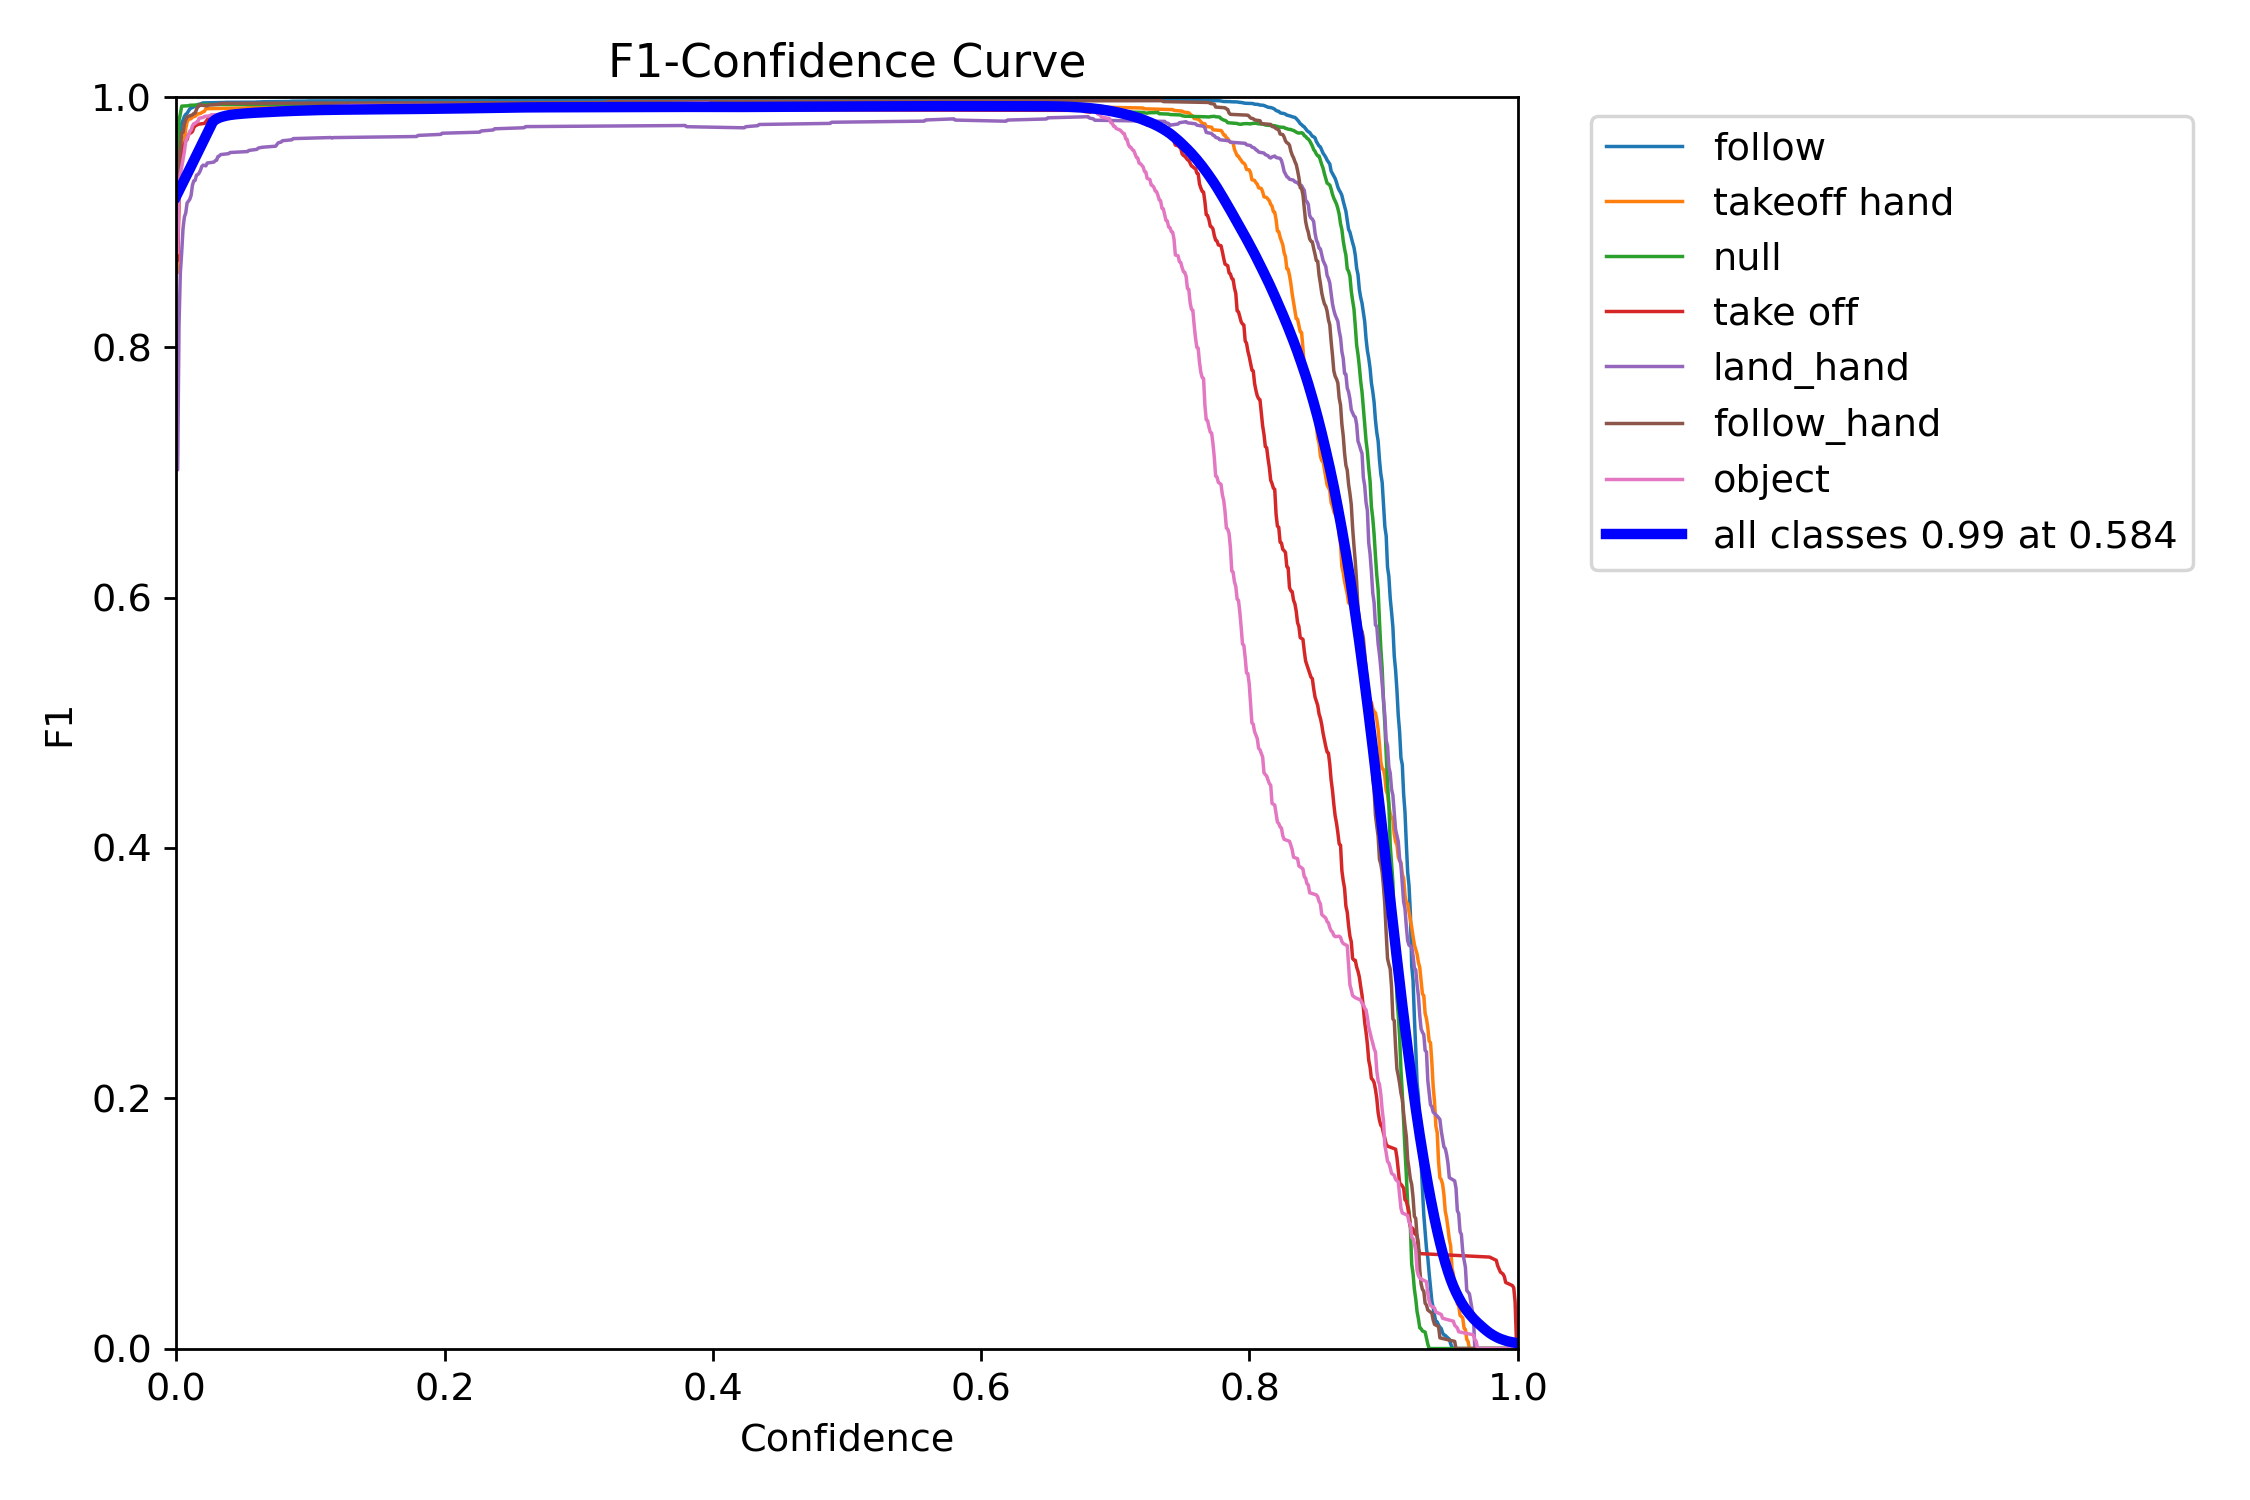 F1-Confidence Curve
1.0
0.8
0.6
0.4
0.2
0.0
F1
0.0 0.2 0.4 0.6 0.8 1.0
Confidence
follow
takeoff hand
null
take off
land_hand
follow_hand
object
all classes 0.99 at 0.584